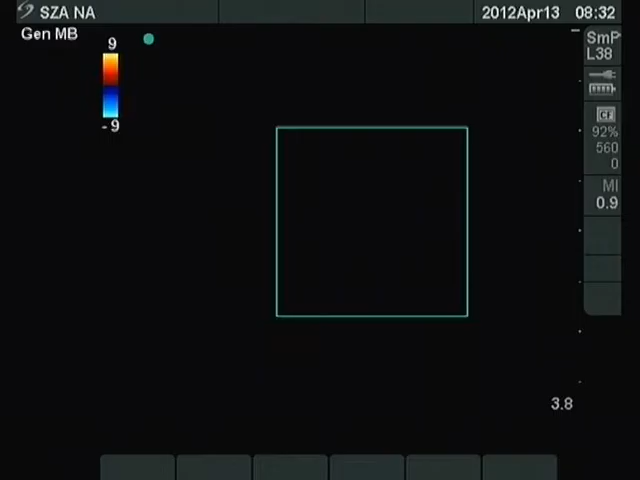 SZA NA
2012Apr13 08:32
Gen MB
9
-9
SmP
L38
CF
92%
560
0
MI
0.9
3.8